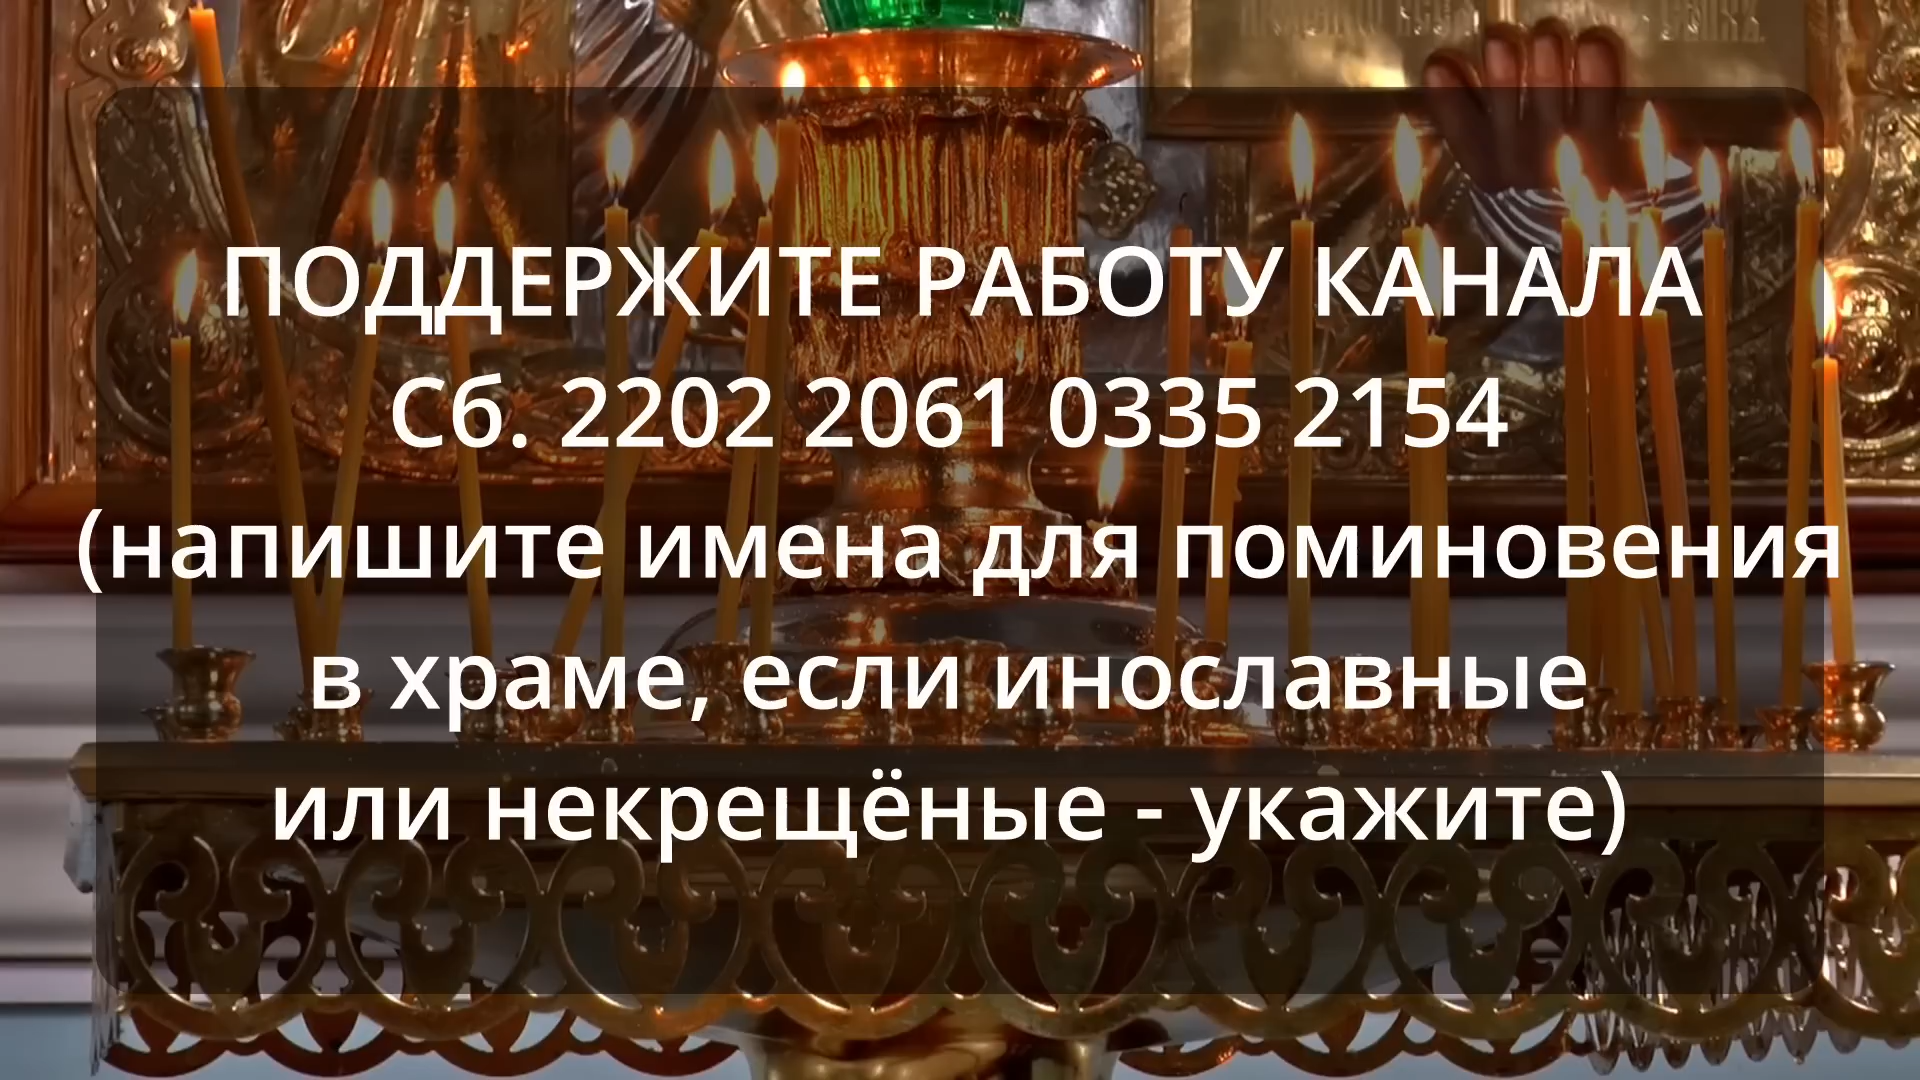 ПОДДЕРЖИТЕ РАБОТУ КАНАЛА
Сб. 2202 2061 0335 2154
(напишите имена для поминовения
в храме, если инославные
или некрещёные - укажите)